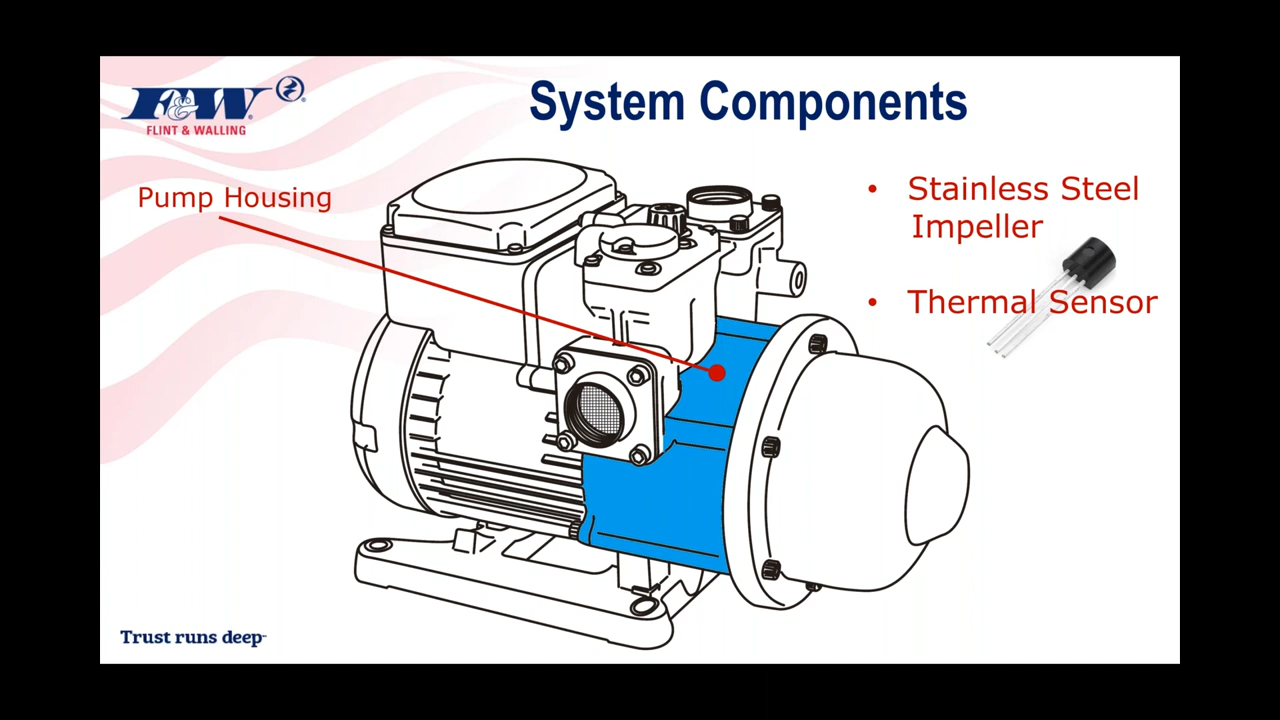 F&W
FLINT & WALLING
System Components
Pump Housing
• Stainless Steel
Impeller
• Thermal Sensor
Trust runs deep